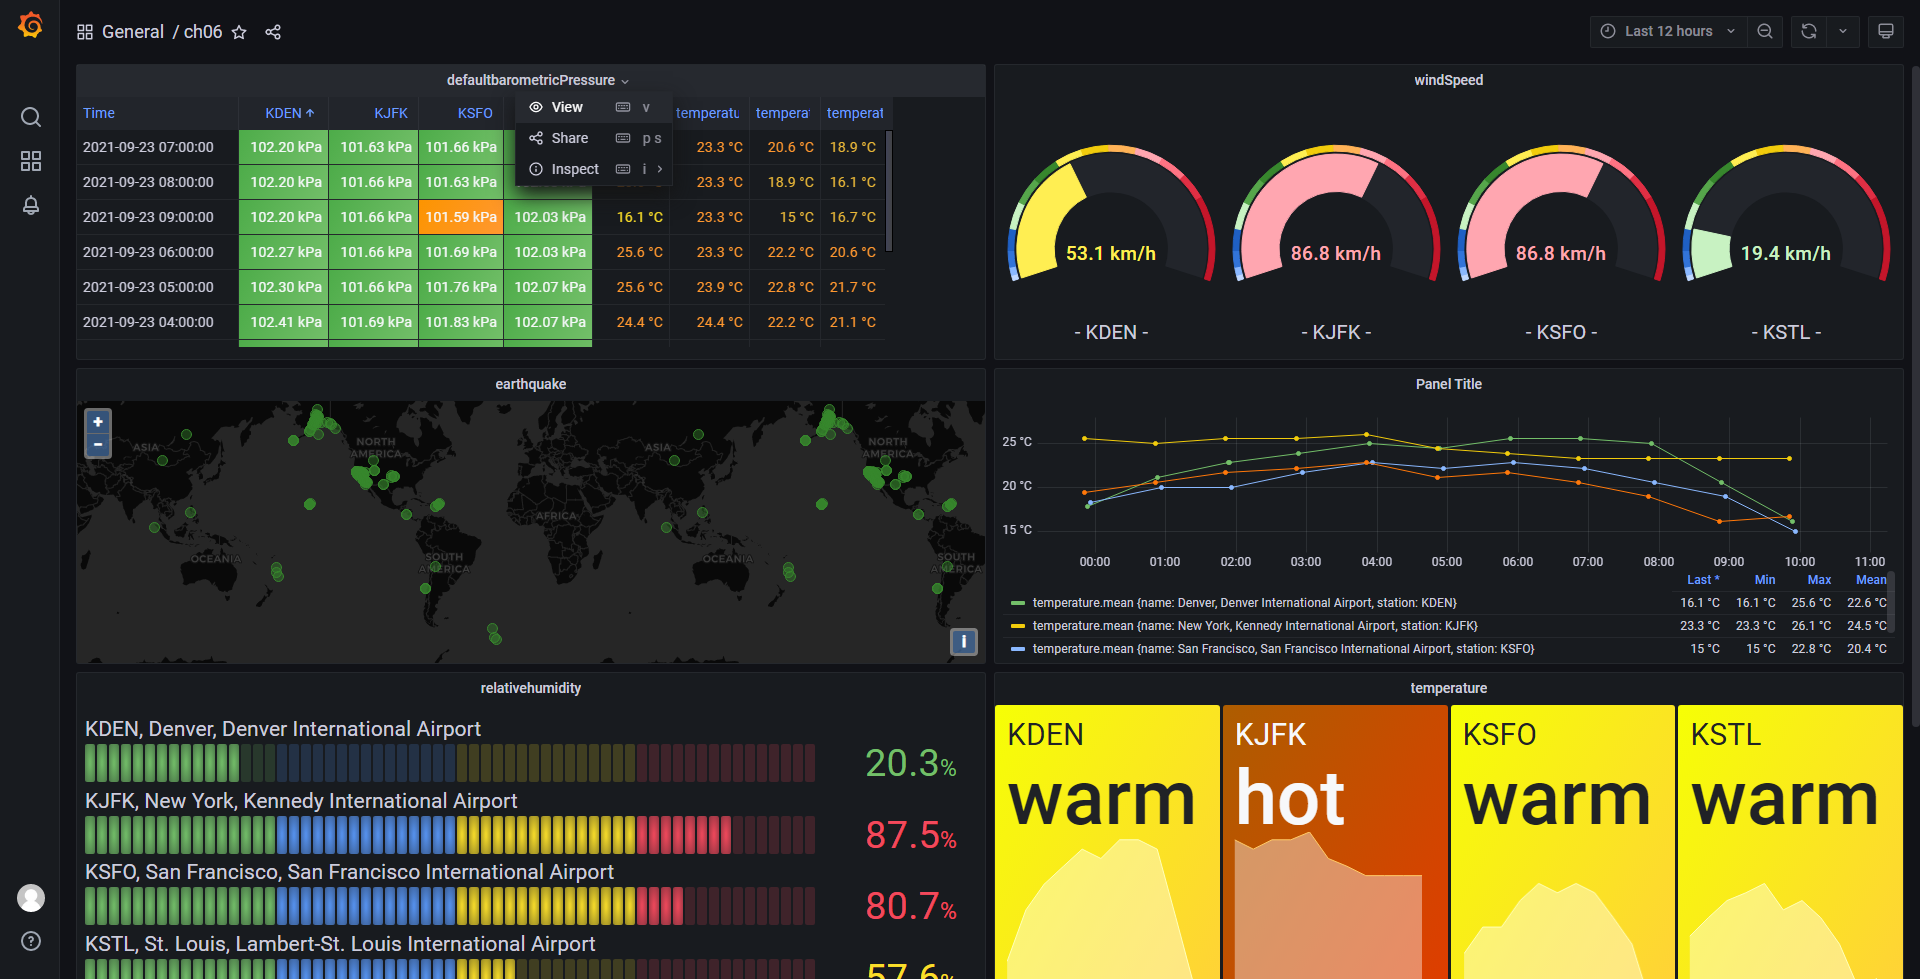 General / ch06
Last 12 hours
defaultbarometricPressure
Time KDEN KJFK KSFO temperatu tempera temperat
View v
Share p s
Inspect i
2021-09-23 07:00:00 102.20 kPa 101.63 kPa 101.66 kPa 23.3 °C 20.6 °C 18.9 °C
2021-09-23 08:00:00 102.20 kPa 101.66 kPa 101.63 kPa 23.3 °C 18.9 °C 16.1 °C
2021-09-23 09:00:00 102.20 kPa 101.66 kPa 101.59 kPa 102.03 kPa 16.1 °C 23.3 °C 15 °C 16.7 °C
2021-09-23 06:00:00 102.27 kPa 101.66 kPa 101.69 kPa 102.03 kPa 25.6 °C 23.3 °C 22.2 °C 20.6 °C
2021-09-23 05:00:00 102.30 kPa 101.66 kPa 101.76 kPa 102.07 kPa 25.6 °C 23.9 °C 22.8 °C 21.7 °C
2021-09-23 04:00:00 102.41 kPa 101.69 kPa 101.83 kPa 102.07 kPa 24.4 °C 24.4 °C 22.2 °C 21.1 °C
windSpeed
53.1 km/h 86.8 km/h 86.8 km/h 19.4 km/h
- KDEN - - KJFK - - KSFO - - KSTL -
earthquake
+
−
ASIA NORTH AMERICA ASIA NORTH AMERICA
AFRICA
OCEANIA SOUTH AMERICA OCEANIA SOUTH AMERICA
i
Panel Title
25 °C
20 °C
15 °C
00:00 01:00 02:00 03:00 04:00 05:00 06:00 07:00 08:00 09:00 10:00 11:00
Last * Min Max Mean
temperature.mean {name: Denver, Denver International Airport, station: KDEN} 16.1 °C 16.1 °C 25.6 °C 22.6 °C
temperature.mean {name: New York, Kennedy International Airport, station: KJFK} 23.3 °C 23.3 °C 26.1 °C 24.5 °C
temperature.mean {name: San Francisco, San Francisco International Airport, station: KSFO} 15 °C 15 °C 22.8 °C 20.4 °C
relativehumidity
KDEN, Denver, Denver International Airport
20.3%
KJFK, New York, Kennedy International Airport
87.5%
KSFO, San Francisco, San Francisco International Airport
80.7%
KSTL, St. Louis, Lambert-St. Louis International Airport
57.6%
temperature
KDEN KJFK KSFO KSTL
warm hot warm warm